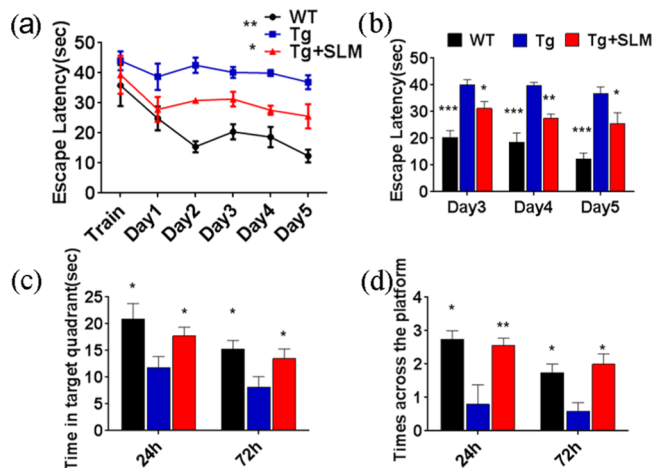 (a)
Escape Latency(sec)
50
40
30
20
10
0
Train
Day1
Day2
Day3
Day4
Day5
** WT
Tg
* Tg+SLM
(b)
WT Tg Tg+SLM
Escape Latency(sec)
50
40
30
20
10
0
*** *
*** **
*** *
Day3 Day4 Day5
(c)
Time in target quadrant(sec)
25
20
15
10
5
0
* *
* *
24h
72h
(d)
Times across the platform
4
3
2
1
0
* **
* *
24h
72h